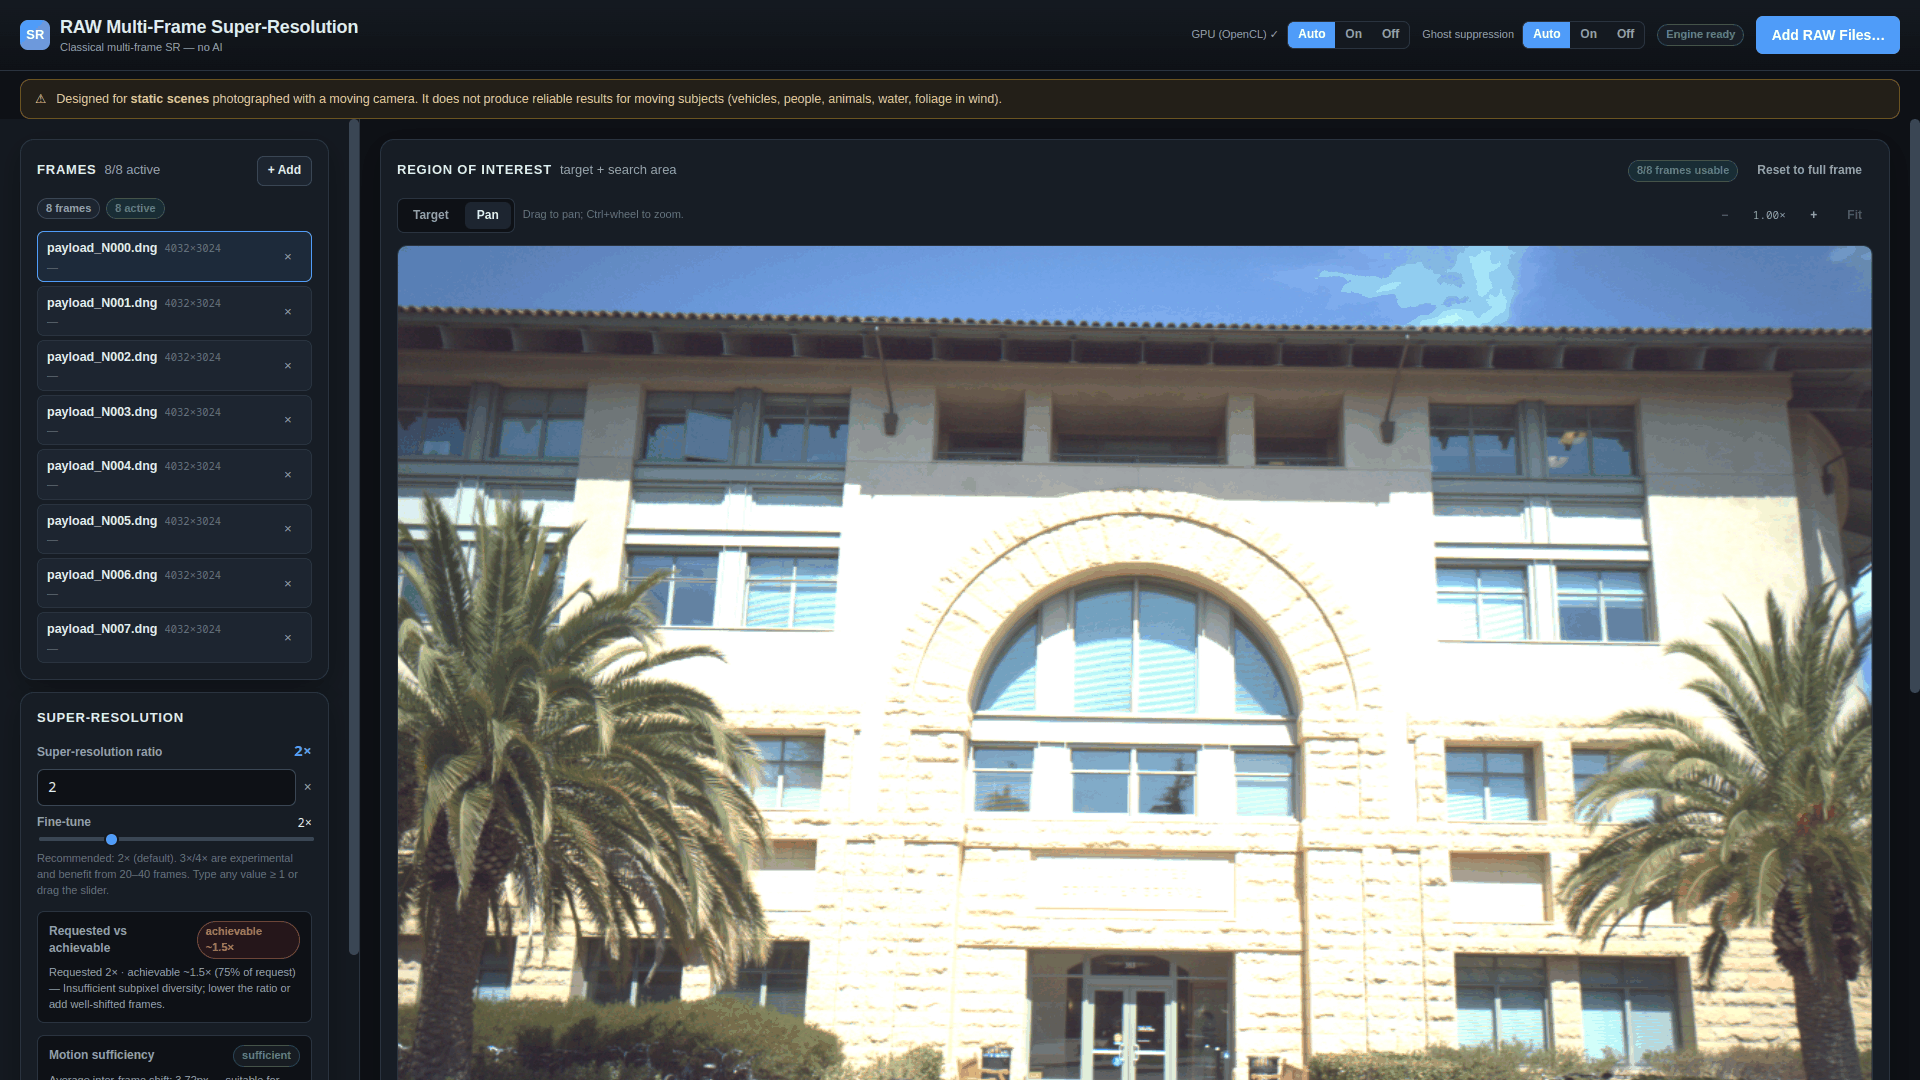 SR
RAW Multi-Frame Super-Resolution
Classical multi-frame SR — no AI
GPU (OpenCL) ✓ Auto On Off Ghost suppression Auto On Off Engine ready Add RAW Files…
⚠ Designed for static scenes photographed with a moving camera. It does not produce reliable results for moving subjects (vehicles, people, animals, water, foliage in wind).
FRAMES 8/8 active + Add
8 frames 8 active
payload_N000.dng 4032×3024 ×
—
payload_N001.dng 4032×3024 ×
—
payload_N002.dng 4032×3024 ×
—
payload_N003.dng 4032×3024 ×
—
payload_N004.dng 4032×3024 ×
—
payload_N005.dng 4032×3024 ×
—
payload_N006.dng 4032×3024 ×
—
payload_N007.dng 4032×3024 ×
—
SUPER-RESOLUTION
Super-resolution ratio 2×
2 ×
Fine-tune 2×
Recommended: 2× (default). 3×/4× are experimental
and benefit from 20–40 frames. Type any value ≥ 1 or
drag the slider.
Requested vs
achievable
achievable
~1.5×
Requested 2× · achievable ~1.5× (75% of request)
— Insufficient subpixel diversity; lower the ratio or
add well-shifted frames.
Motion sufficiency sufficient
Average inter-frame shift: 3.72px — suitable for
REGION OF INTEREST target + search area 8/8 frames usable Reset to full frame
Target Pan Drag to pan; Ctrl+wheel to zoom. − 1.00× + Fit